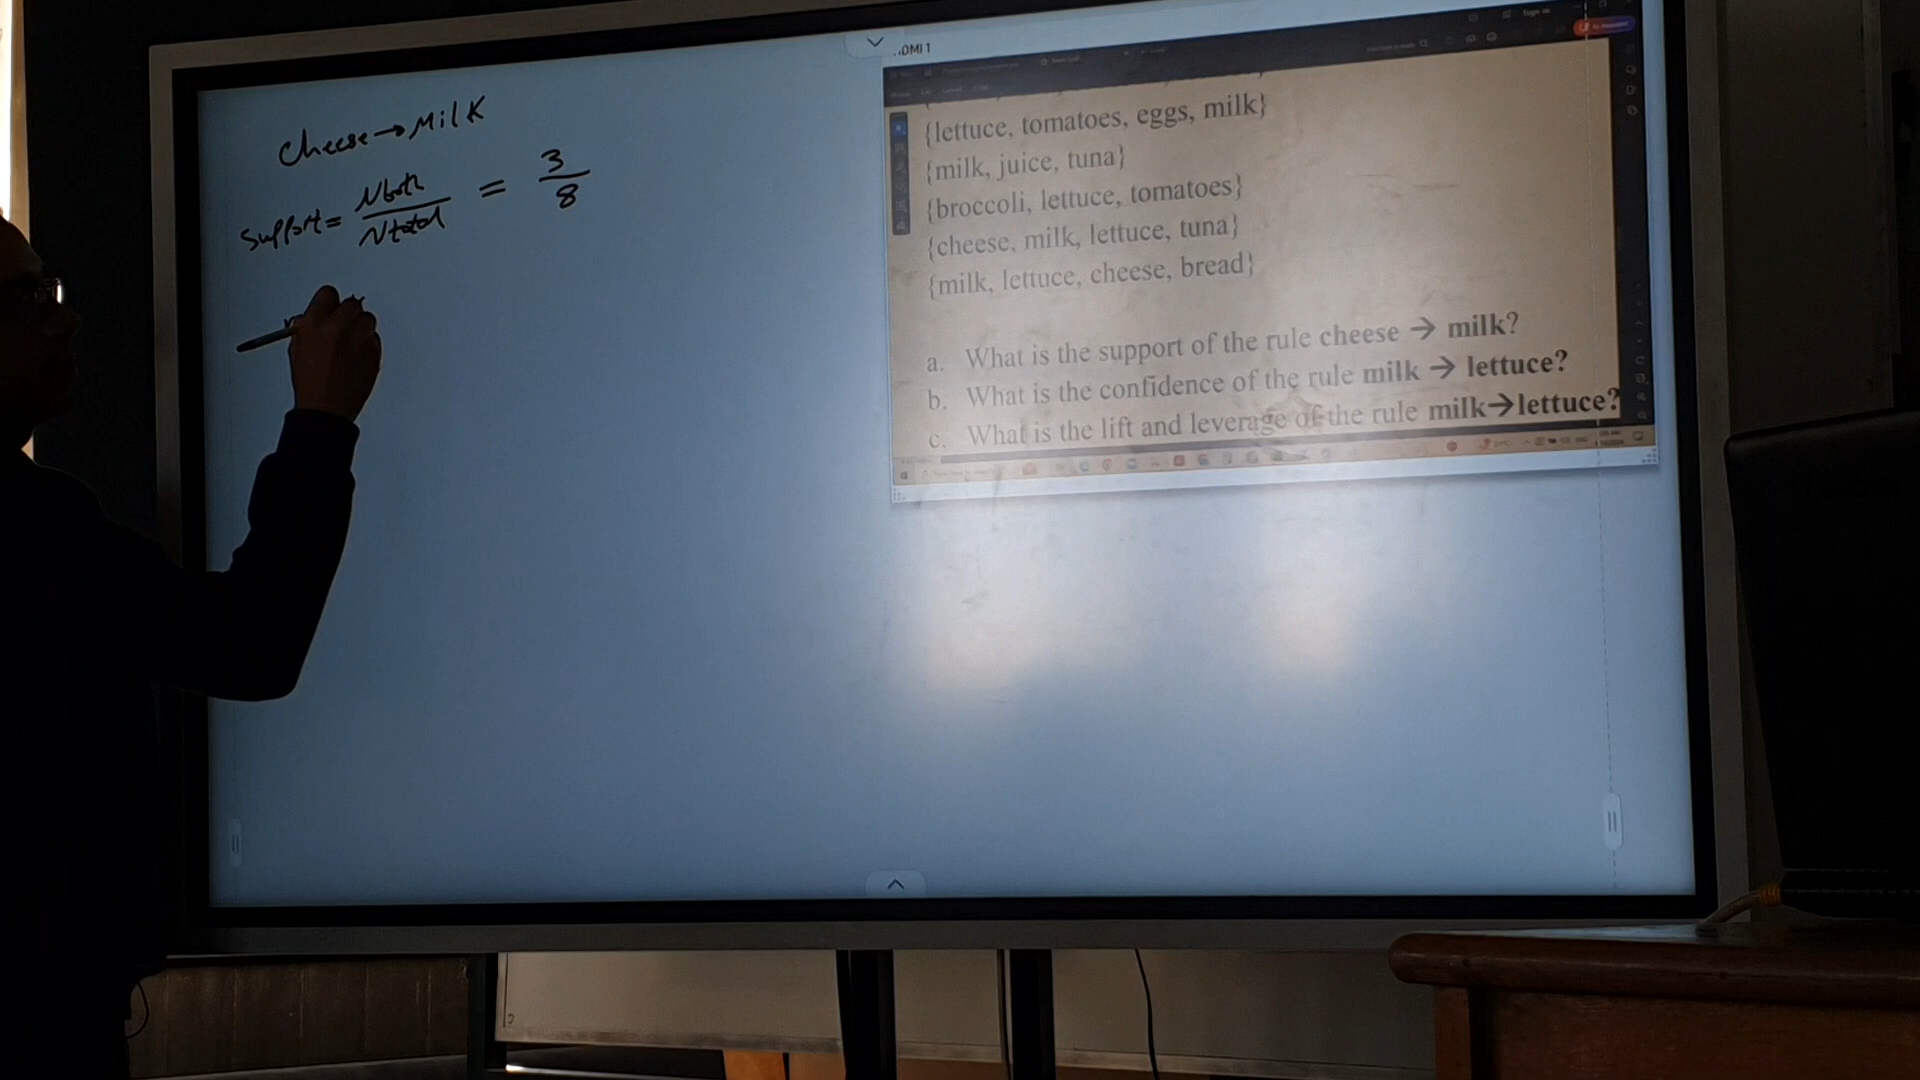 Cheese → Milk
Support = Nboth / Ntotal = 3 / 8
{lettuce, tomatoes, eggs, milk}
{milk, juice, tuna}
{broccoli, lettuce, tomatoes}
{cheese, milk, lettuce, tuna}
{milk, lettuce, cheese, bread}
a. What is the support of the rule cheese → milk?
b. What is the confidence of the rule milk → lettuce?
c. What is the lift and leverage of the rule milk→lettuce?
Sign in